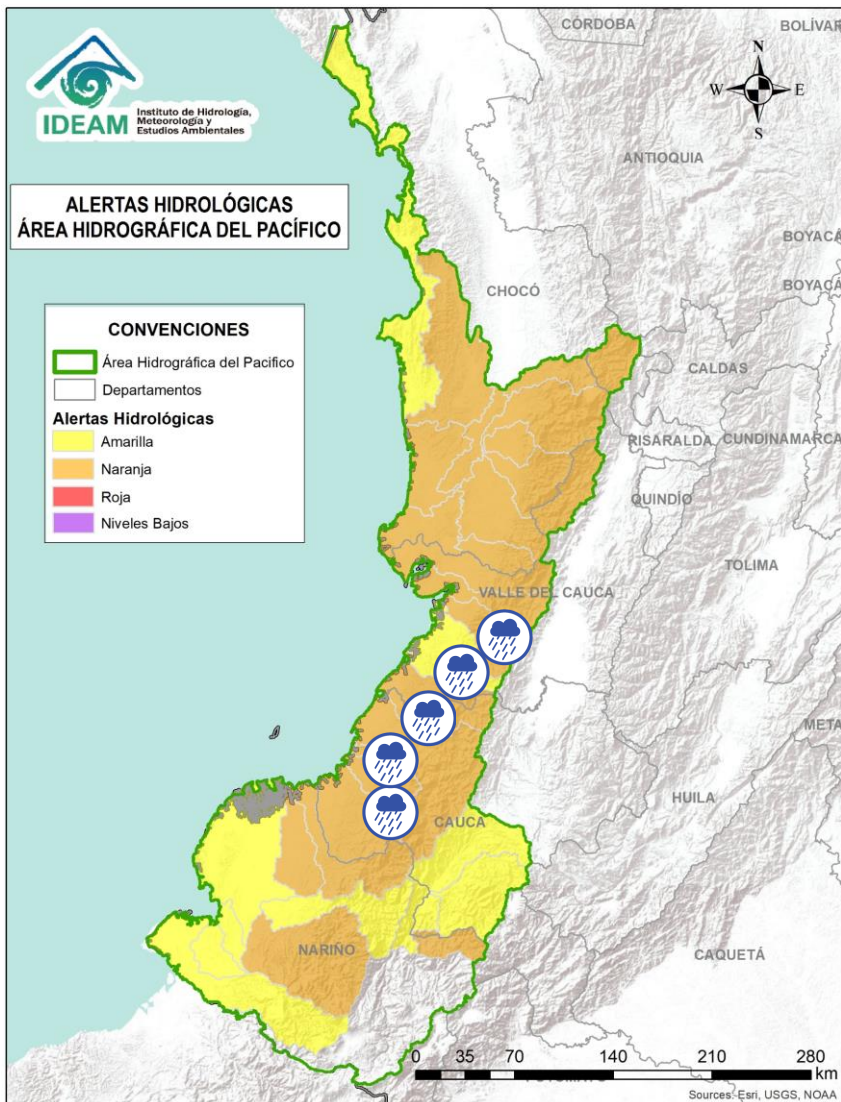 IDEAM
Instituto de Hidrología,
Meteorología y
Estudios Ambientales
ALERTAS HIDROLÓGICAS
ÁREA HIDROGRÁFICA DEL PACÍFICO
CONVENCIONES
Área Hidrográfica del Pacifico
Departamentos
Alertas Hidrológicas
Amarilla
Naranja
Roja
Niveles Bajos
N
W E
S
CÓRDOBA
BOLÍVAR
ANTIOQUIA
BOYACÁ
BOYACÁ
CHOCÓ
CALDAS
RISARALDA
CUNDINAMARCA
QUINDÍO
TOLIMA
VALLE DEL CAUCA
META
HUILA
CAUCA
NARIÑO
CAQUETÁ
0 35 70 140 210 280
km
Sources: Esri, USGS, NOAA